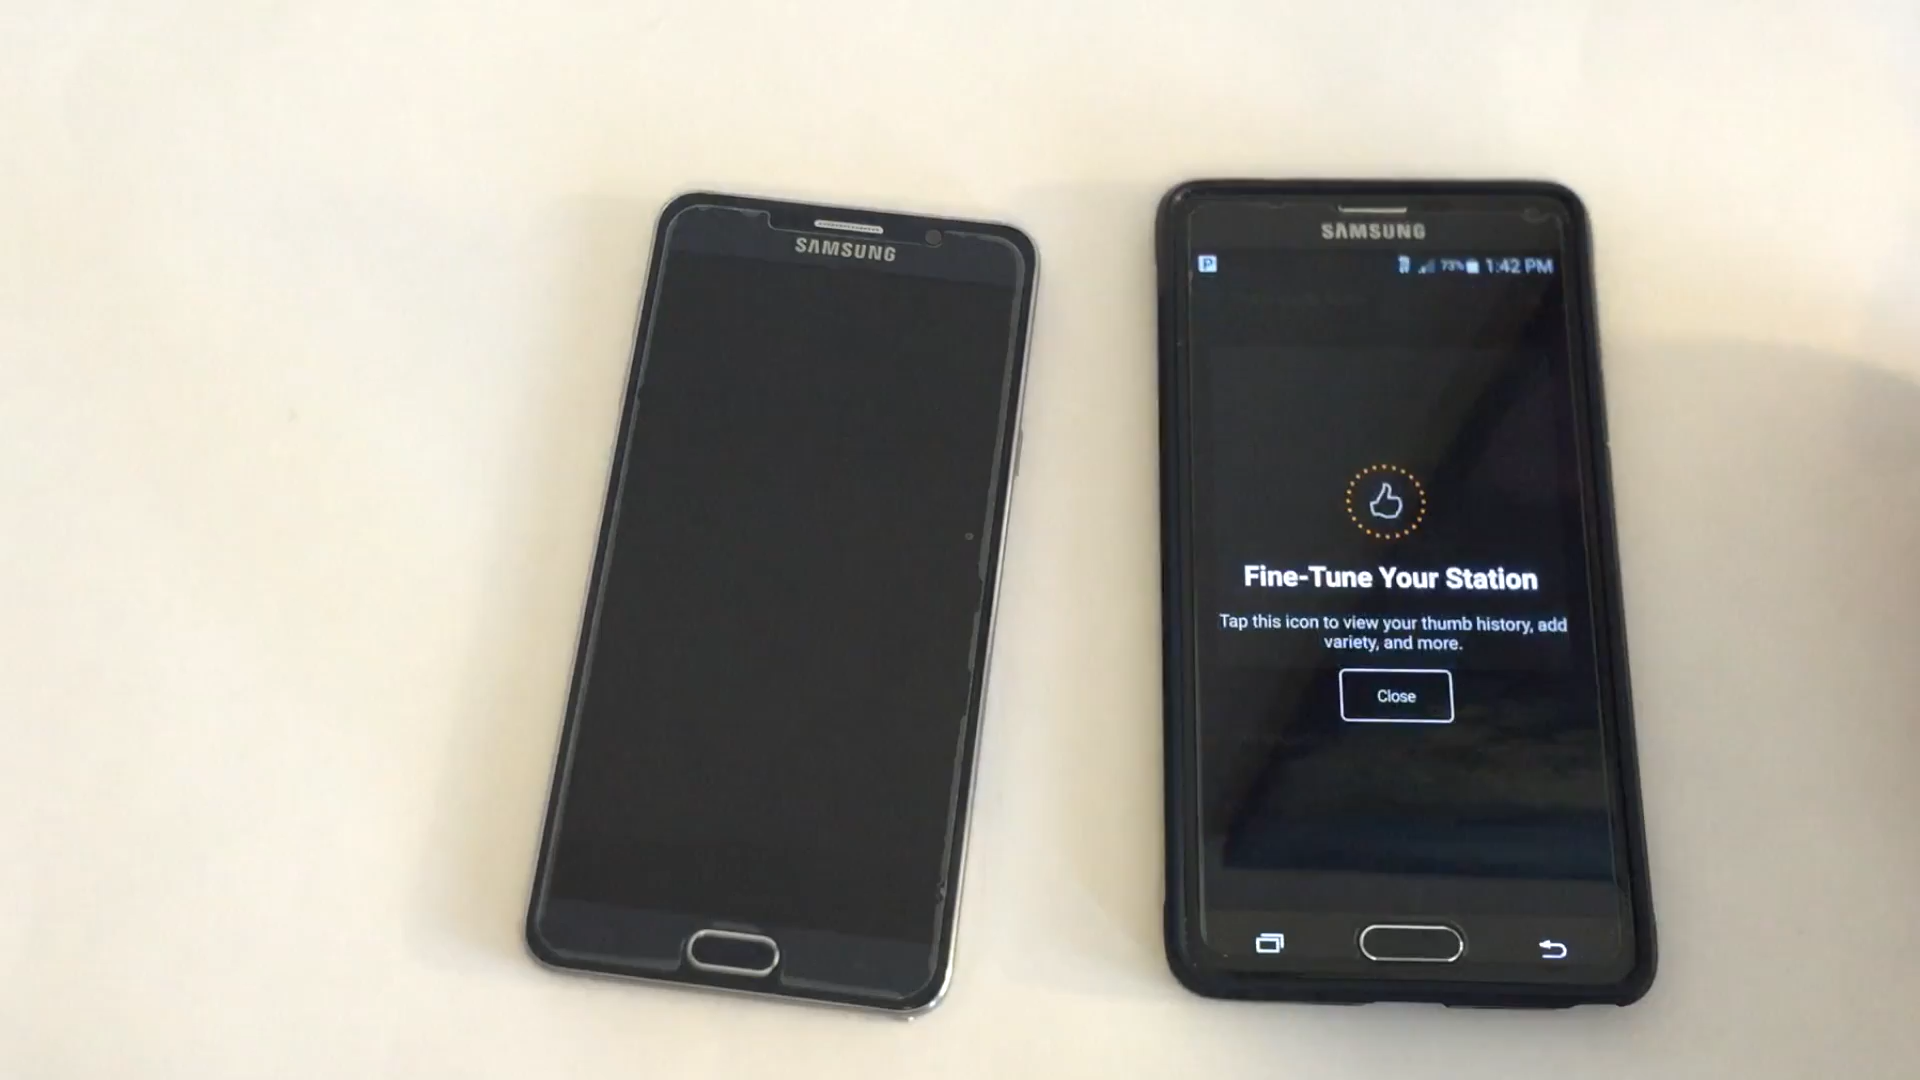 SAMSUNG
SAMSUNG
P 73% 1:42 PM
Fine-Tune Your Station
Tap this icon to view your thumb history, add
variety, and more.
Close